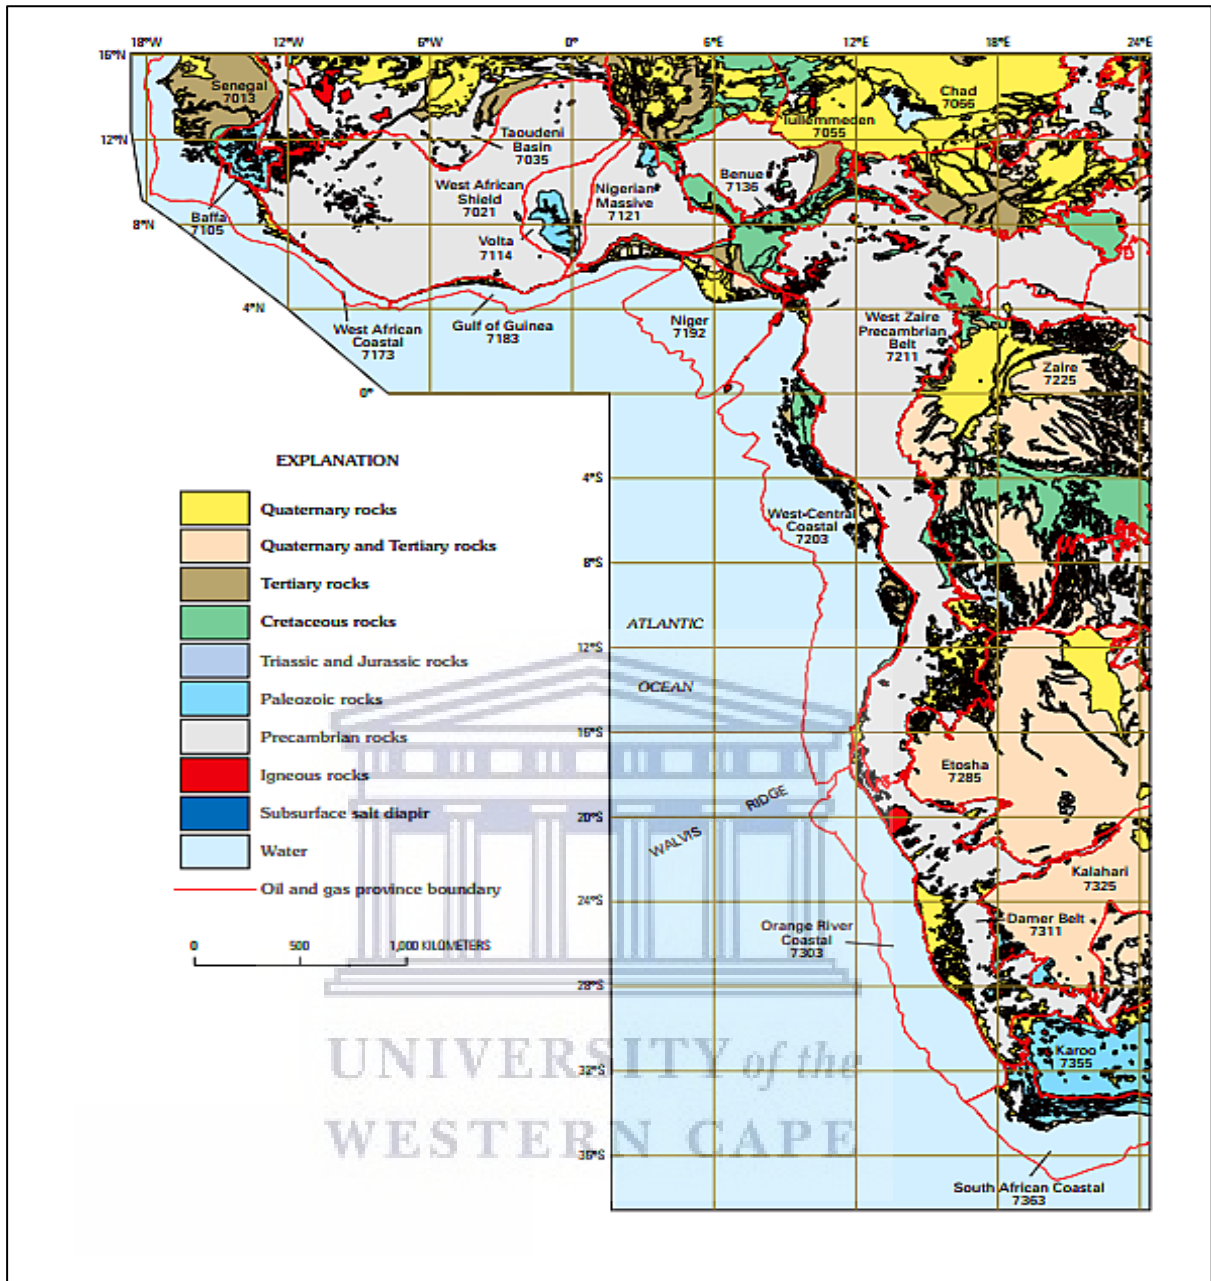 18°W 12°W 6°W 0° 6°E 12°E 18°E 24°E
16°N
Senegal
7013
Chad
7066
Iullemmeden
7055
12°N
Taoudeni
Basin
7035
West African
Shield
7021
Nigerian
Massive
7121
Benue
7136
Baffa
7105
8°N
Volta
7114
4°N
West African
Coastal
7173
Gulf of Guinea
7183
Niger
7192
West Zaire
Precambrian
Belt
7211
Zaire
7225
0°
EXPLANATION
Quaternary rocks
Quaternary and Tertiary rocks
Tertiary rocks
Cretaceous rocks
Triassic and Jurassic rocks
Paleozoic rocks
Precambrian rocks
Igneous rocks
Subsurface salt diapir
Water
Oil and gas province boundary
0 500 1,000 KILOMETERS
4°S
West-Central
Coastal
7203
8°S
ATLANTIC
12°S
OCEAN
16°S
Etosha
7285
WALVIS RIDGE
20°S
Kalahari
7325
24°S
Orange River
Coastal
7303
Damer Belt
7311
28°S
Karoo
7355
32°S
36°S
South African Coastal
7363
UNIVERSITY of the
WESTERN CAPE